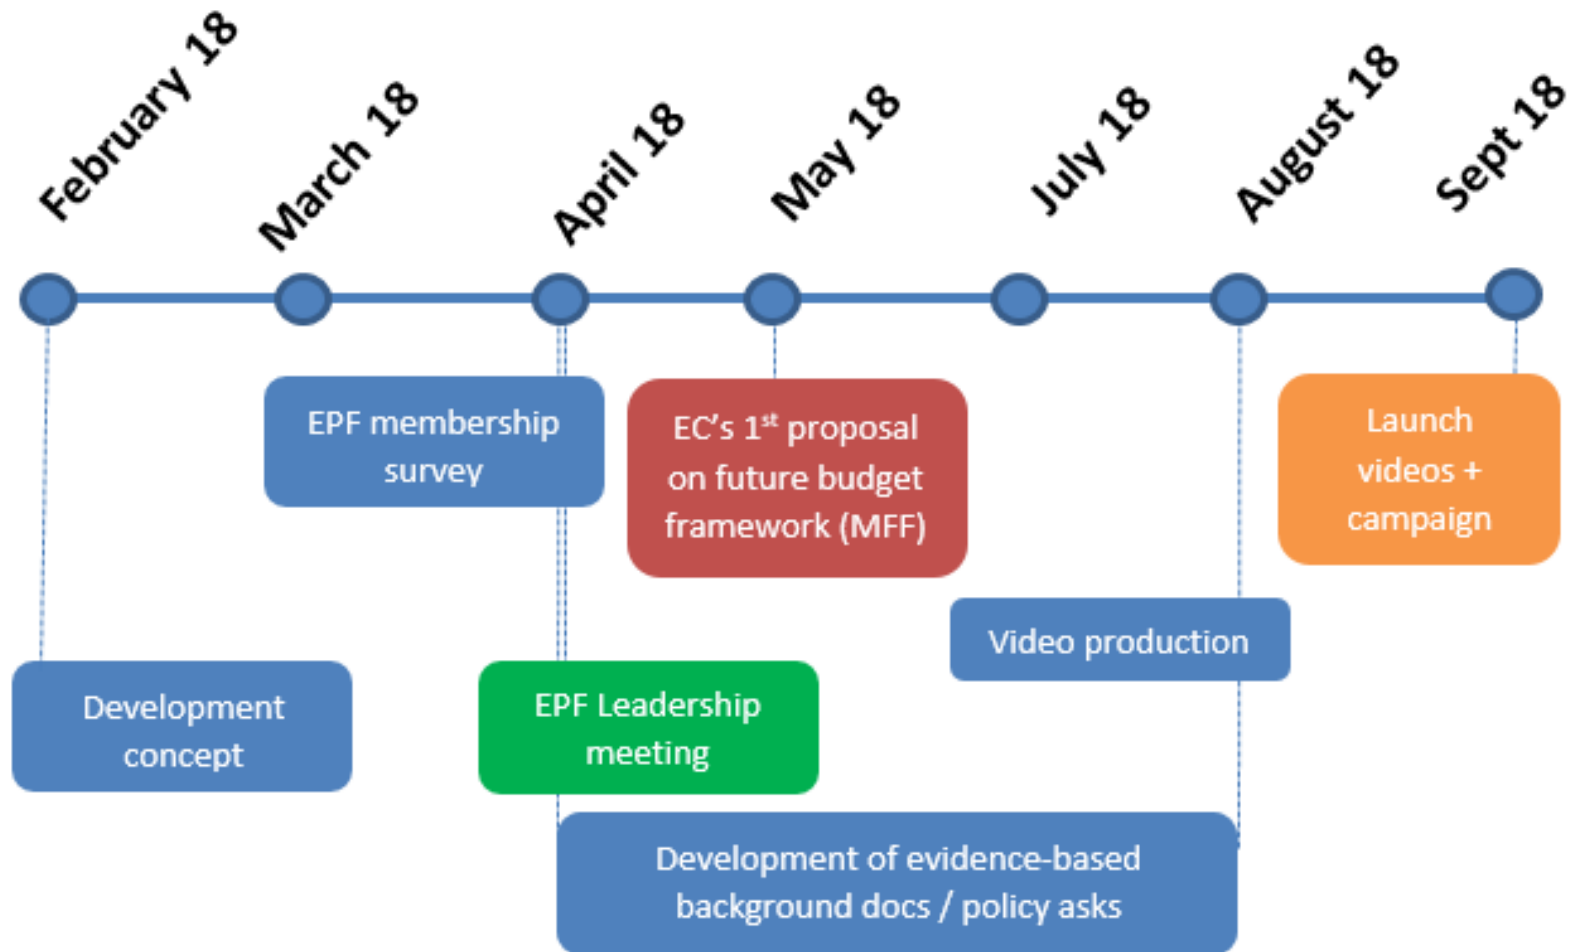 February 18
March 18
April 18
May 18
July 18
August 18
Sept 18
EPF membership
survey
EC's 1st proposal
on future budget
framework (MFF)
Launch
videos +
campaign
Video production
Development
concept
EPF Leadership
meeting
Development of evidence-based
background docs / policy asks